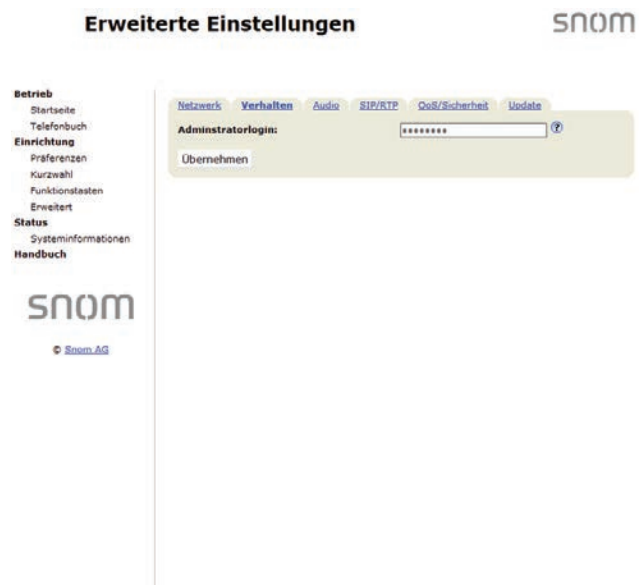 Erweiterte Einstellungen
snom
Betrieb
Startseite
Telefonbuch
Einrichtung
Präferenzen
Kurzwahl
Funktionstasten
Erweitert
Status
Systeminformationen
Handbuch
snom
© Snom AG
Netzwerk Verhalten Audio SIP/RTP QoS/Sicherheit Update
Adminstratorlogin: ******** ?
Übernehmen